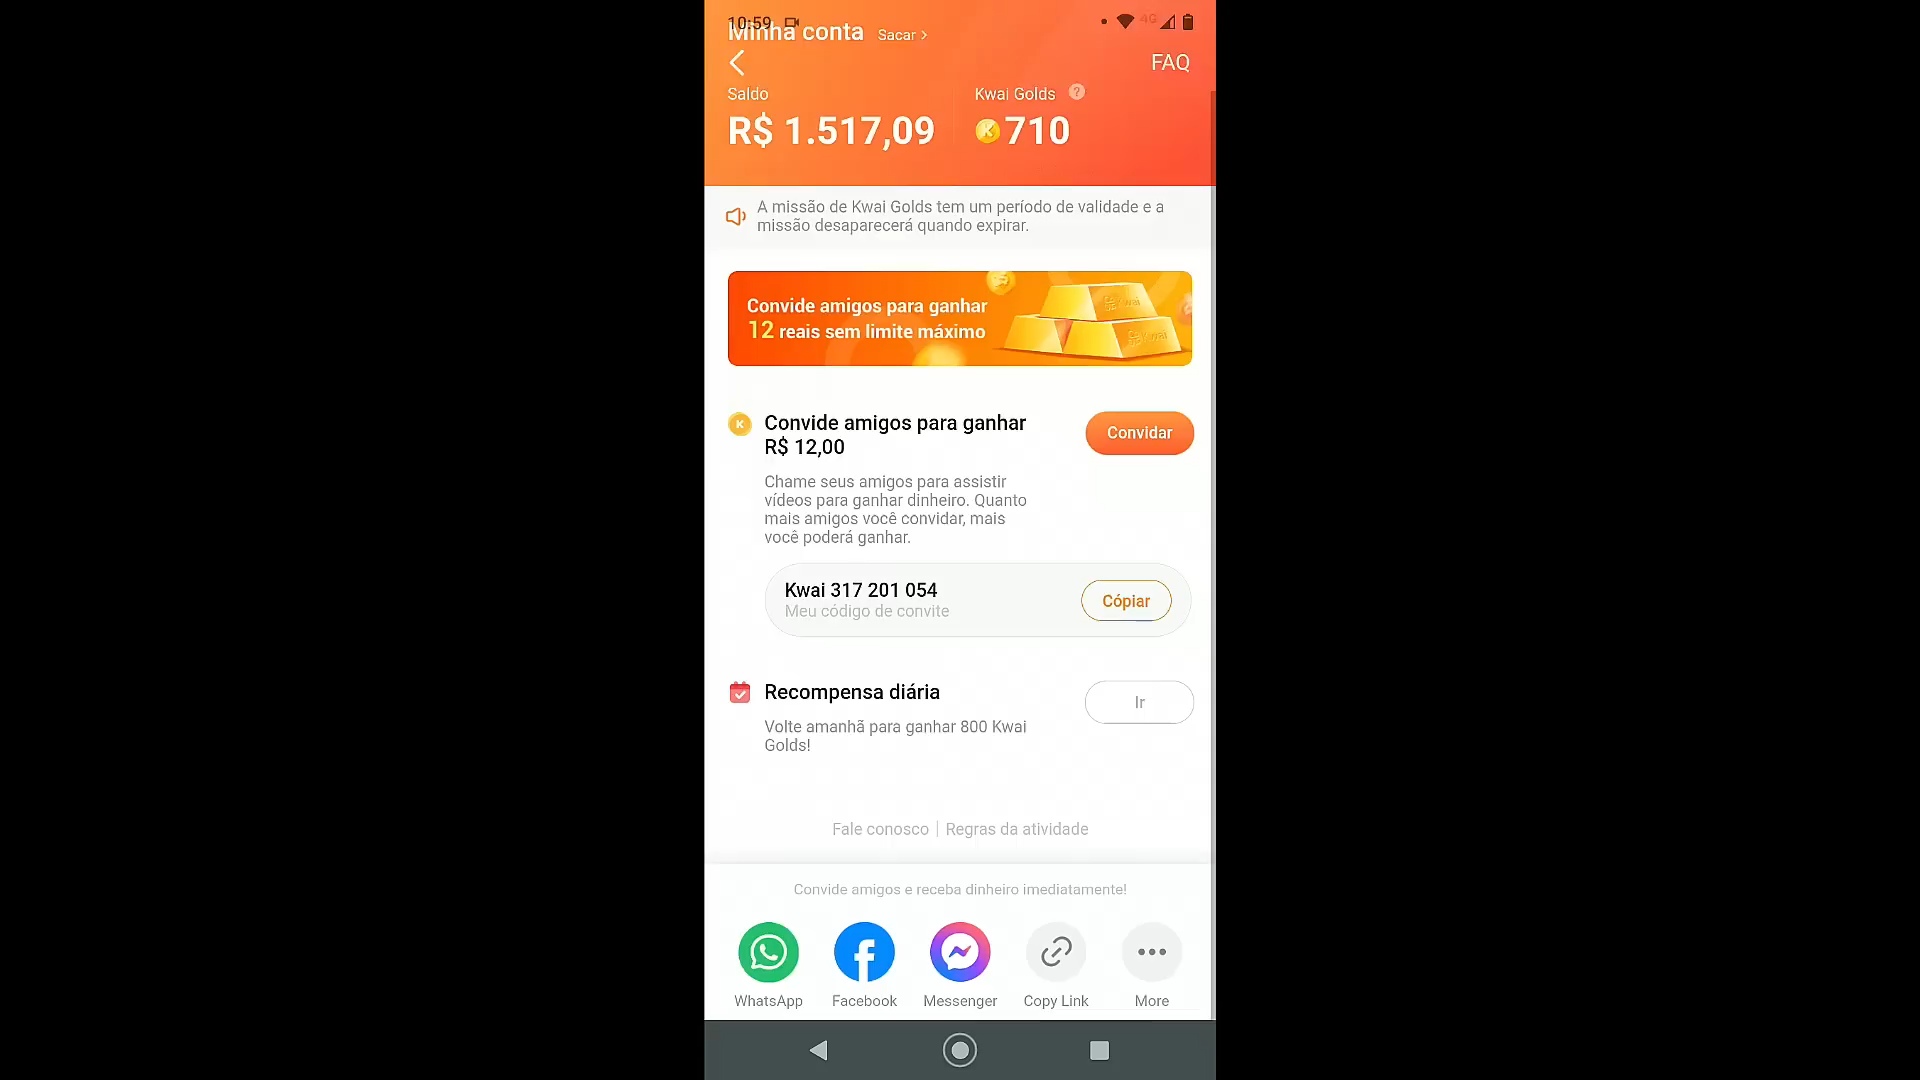 10:59
4G
Minha conta Sacar >
FAQ
Saldo
Kwai Golds ?
R$ 1.517,09
K 710
A missão de Kwai Golds tem um período de validade e a
missão desaparecerá quando expirar.
Convide amigos para ganhar
12 reais sem limite máximo
Kwai
Kwai
K
Convide amigos para ganhar
R$ 12,00
Convidar
Chame seus amigos para assistir
vídeos para ganhar dinheiro. Quanto
mais amigos você convidar, mais
você poderá ganhar.
Kwai 317 201 054
Meu código de convite
Cópiar
Recompensa diária
Ir
Volte amanhã para ganhar 800 Kwai
Golds!
Fale conosco | Regras da atividade
Convide amigos e receba dinheiro imediatamente!
WhatsApp Facebook Messenger Copy Link More